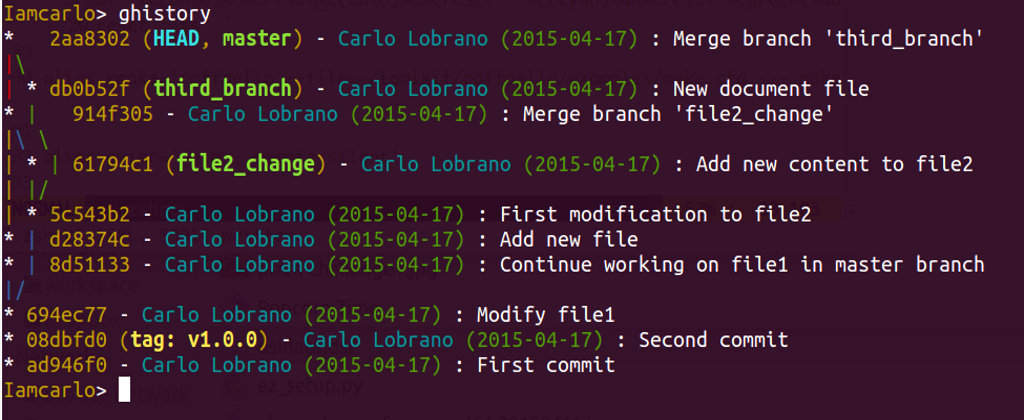 Iamcarlo> ghistory
*   2aa8302 (HEAD, master) - Carlo Lobrano (2015-04-17) : Merge branch 'third_branch'
|\
| * db0b52f (third_branch) - Carlo Lobrano (2015-04-17) : New document file
* |   914f305 - Carlo Lobrano (2015-04-17) : Merge branch 'file2_change'
|\ \
| * | 61794c1 (file2_change) - Carlo Lobrano (2015-04-17) : Add new content to file2
| |/
| * 5c543b2 - Carlo Lobrano (2015-04-17) : First modification to file2
* | d28374c - Carlo Lobrano (2015-04-17) : Add new file
* | 8d51133 - Carlo Lobrano (2015-04-17) : Continue working on file1 in master branch
|/
* 694ec77 - Carlo Lobrano (2015-04-17) : Modify file1
* 08dbfd0 (tag: v1.0.0) - Carlo Lobrano (2015-04-17) : Second commit
* ad946f0 - Carlo Lobrano (2015-04-17) : First commit
ez_setup.py
Iamcarlo>